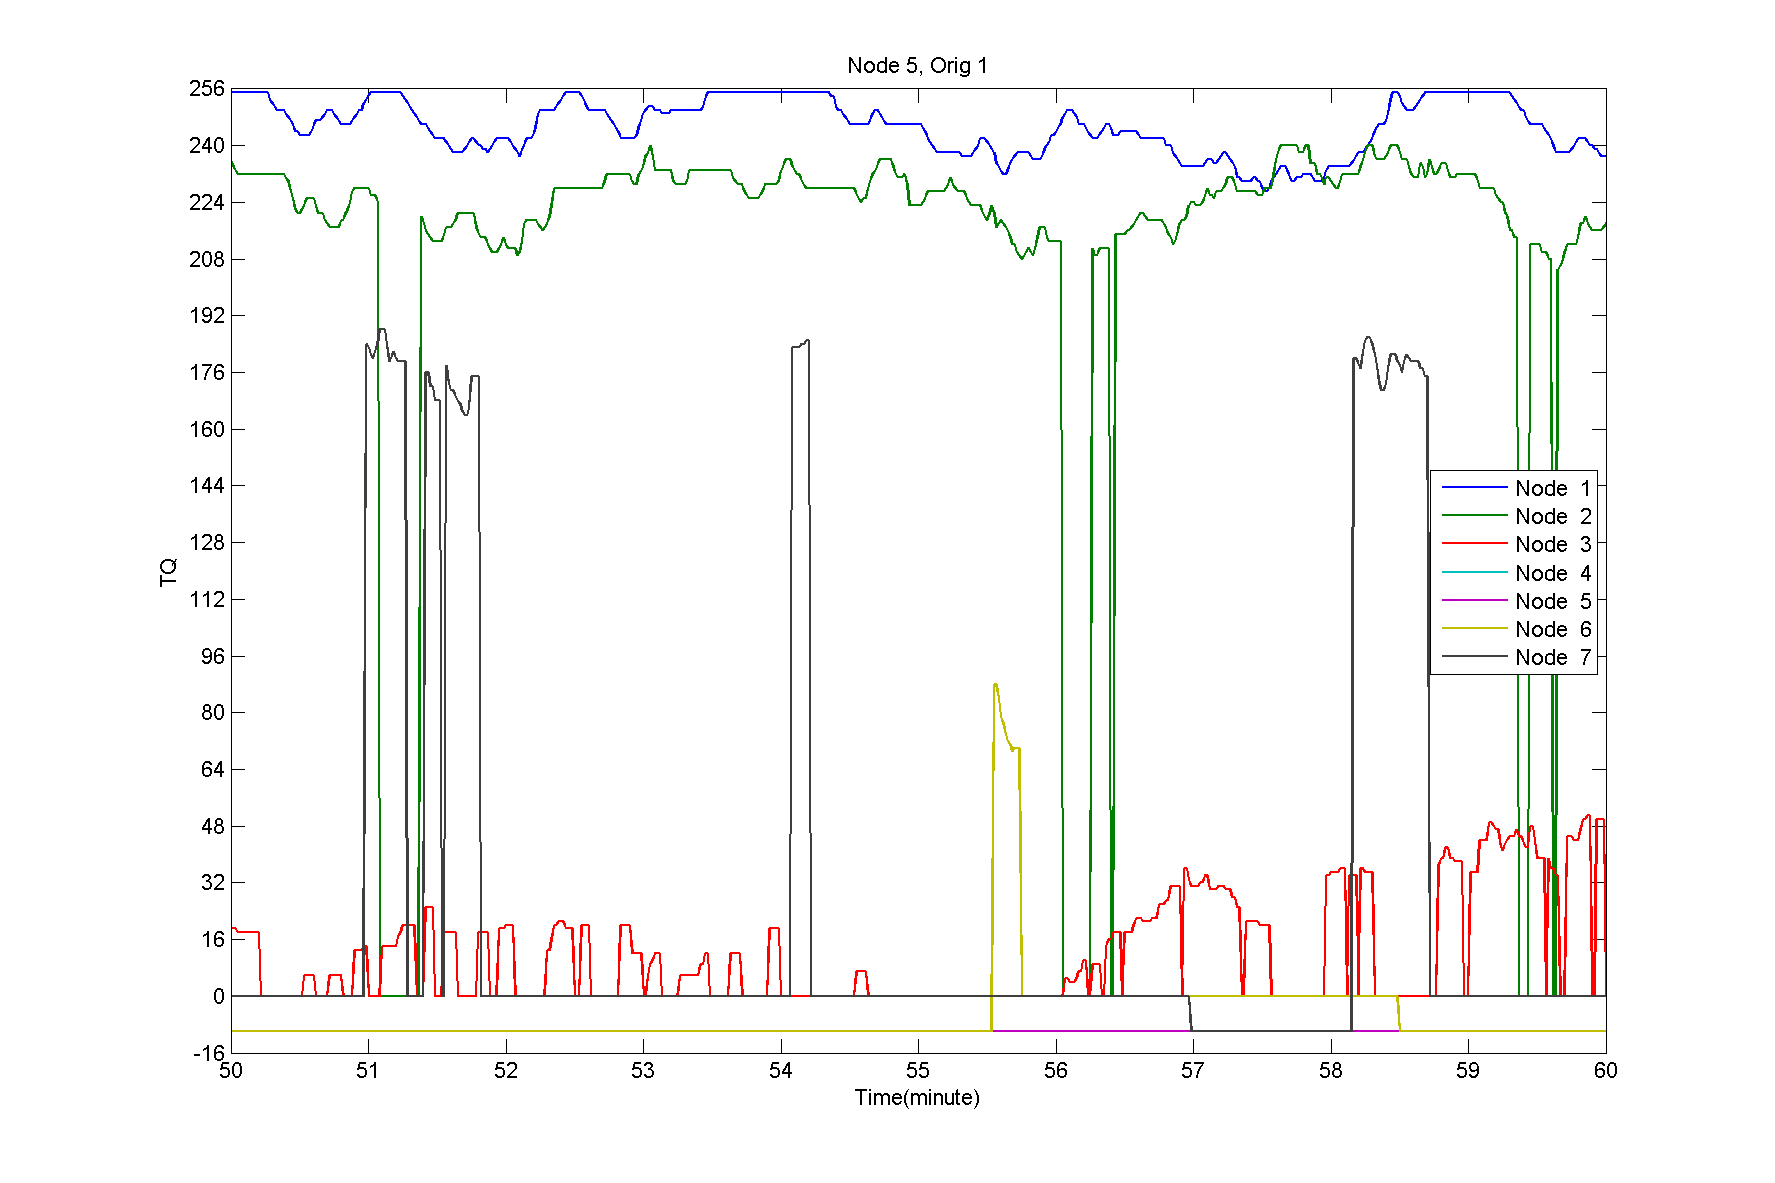 Node 5, Orig 1
256
240
224
208
192
176
160
144
128
112
96
80
64
48
32
16
0
-16
TQ
Node 1
Node 2
Node 3
Node 4
Node 5
Node 6
Node 7
50 51 52 53 54 55 56 57 58 59 60
Time(minute)